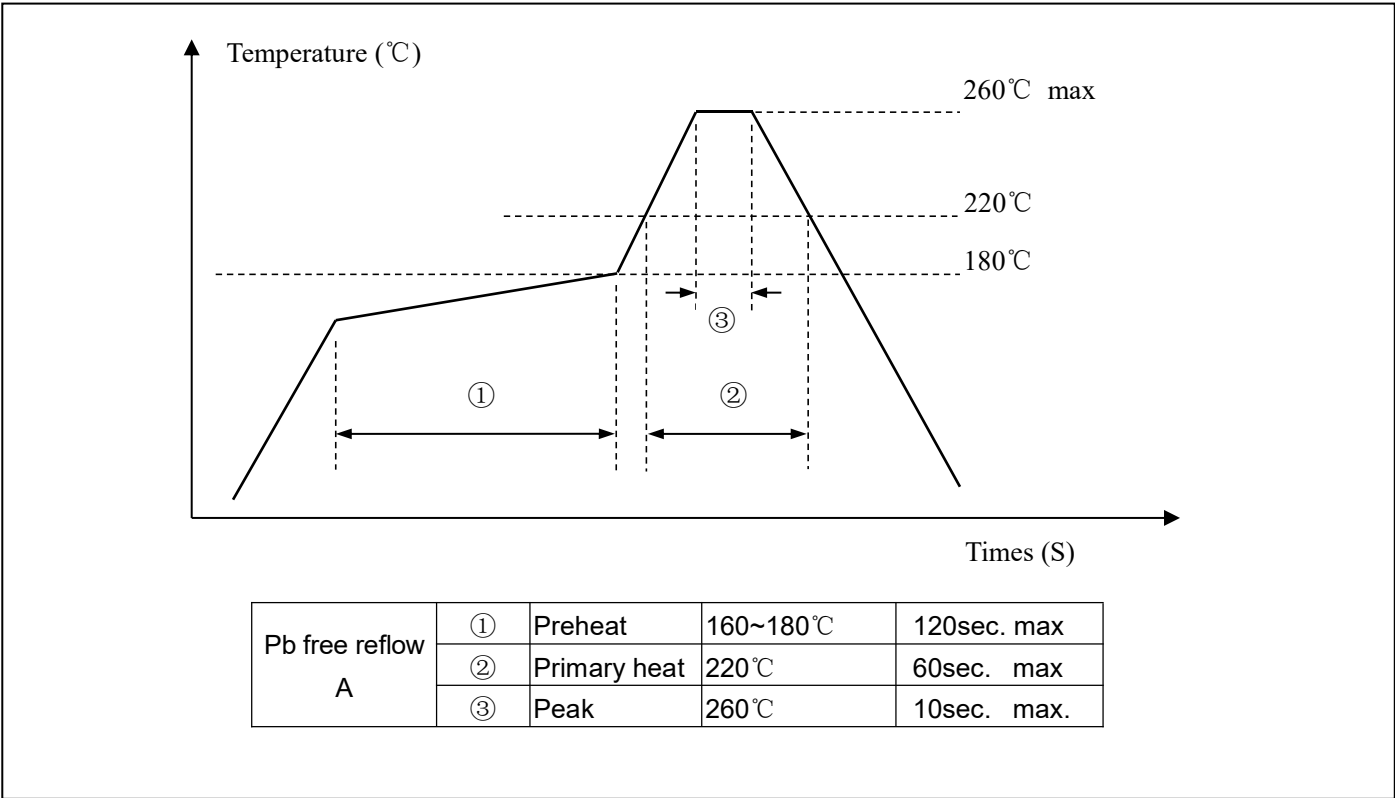 Temperature (℃)
260℃ max
220℃
180℃
③
① ②
Times (S)
Pb free reflow A
① Preheat 160~180℃ 120sec. max
② Primary heat 220℃ 60sec. max
③ Peak 260℃ 10sec. max.